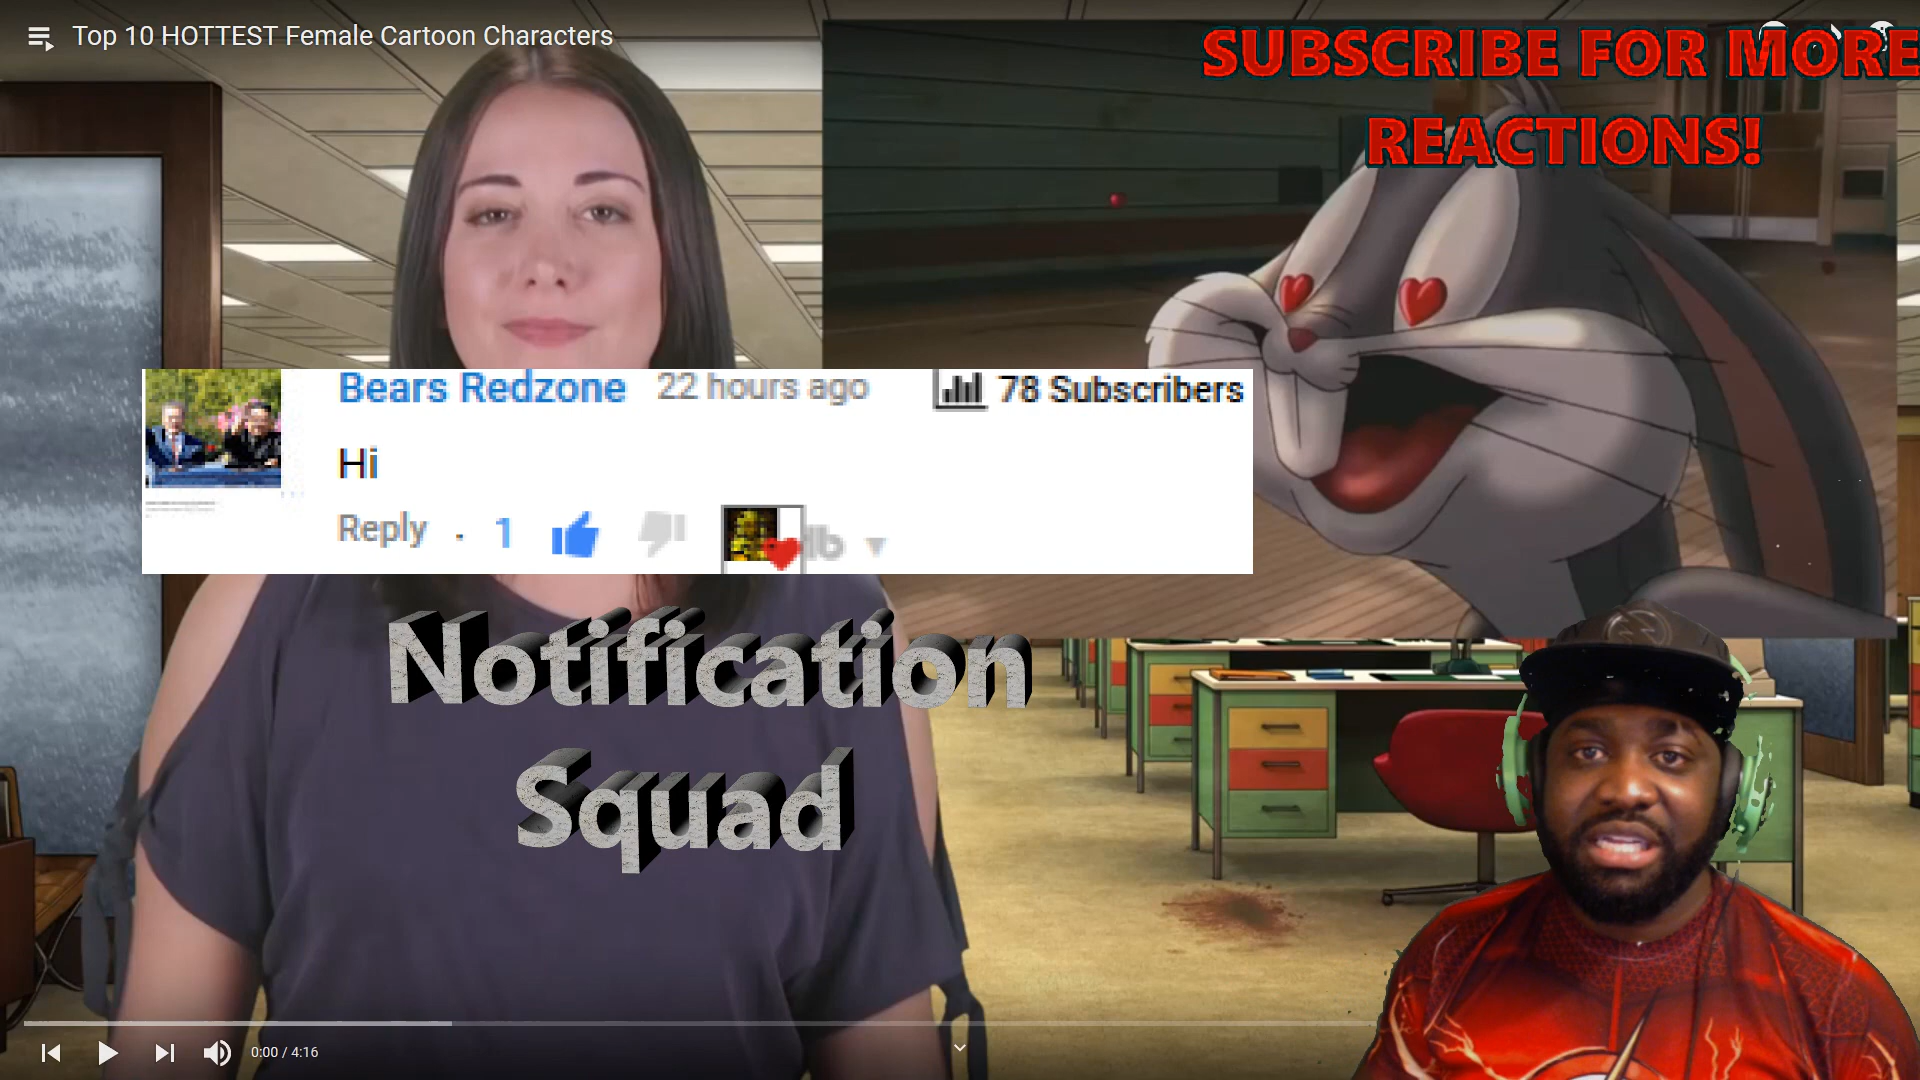 Top 10 HOTTEST Female Cartoon Characters
SUBSCRIBE FOR MORE
REACTIONS!
Bears Redzone 22 hours ago 78 Subscribers
Hi
Reply . 1 lb
Notification
Squad
0:00 / 4:16